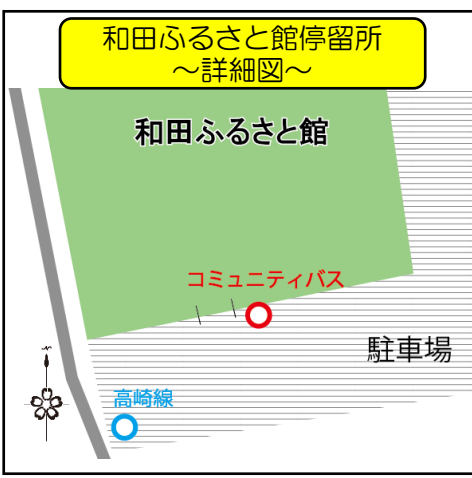 和田ふるさと館停留所
～詳細図～
和田ふるさと館
コミュニティバス
駐車場
高崎線